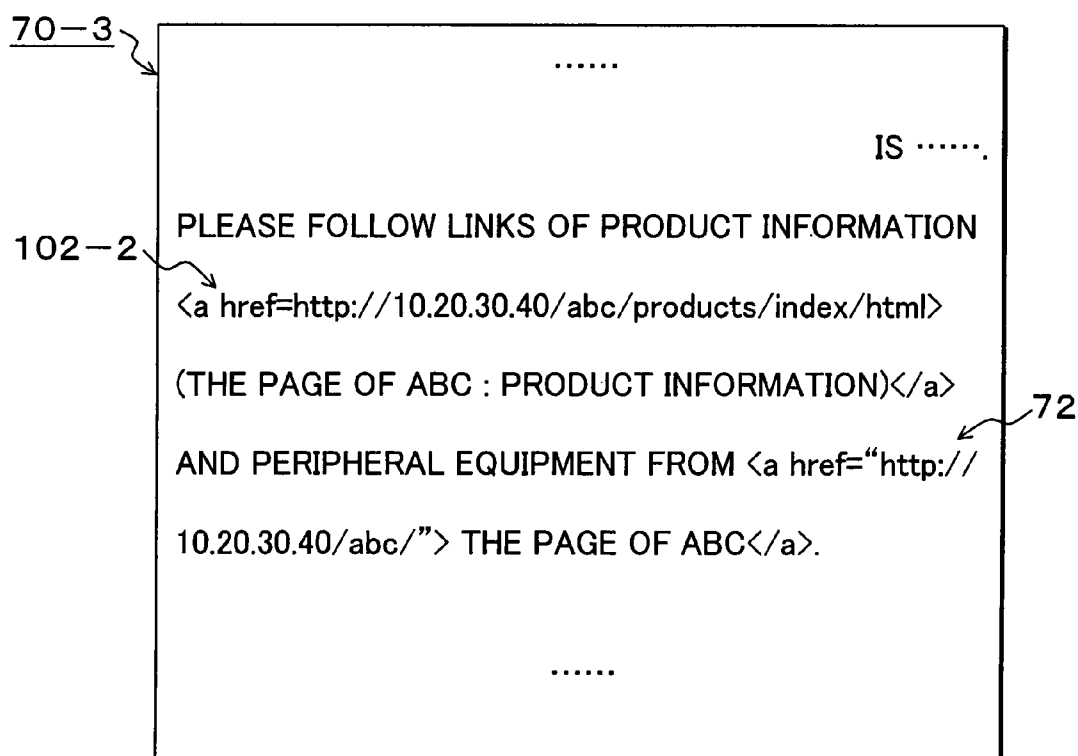 70-3
······
IS ······.
PLEASE FOLLOW LINKS OF PRODUCT INFORMATION
102-2
<a href=http://10.20.30.40/abc/products/index/html>
(THE PAGE OF ABC : PRODUCT INFORMATION)</a>
72
AND PERIPHERAL EQUIPMENT FROM <a href=“http://
10.20.30.40/abc/”> THE PAGE OF ABC</a>.
······